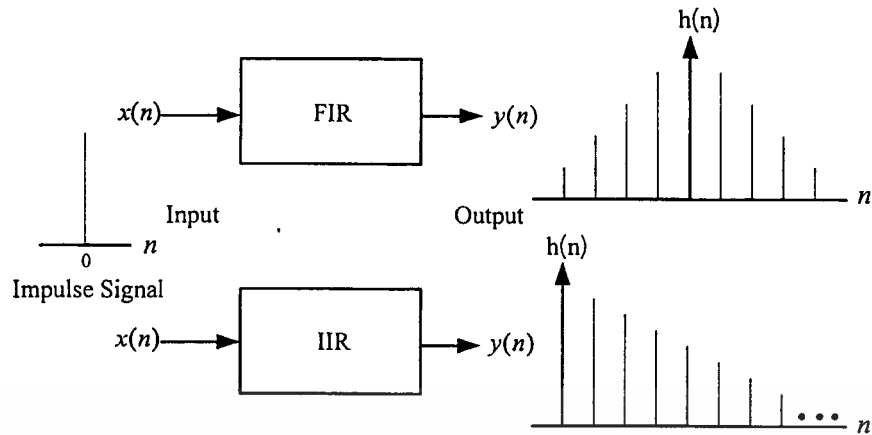 h(n)
x(n)
FIR
y(n)
n
Input
Output
n
0
Impulse Signal
h(n)
x(n)
IIR
y(n)
n